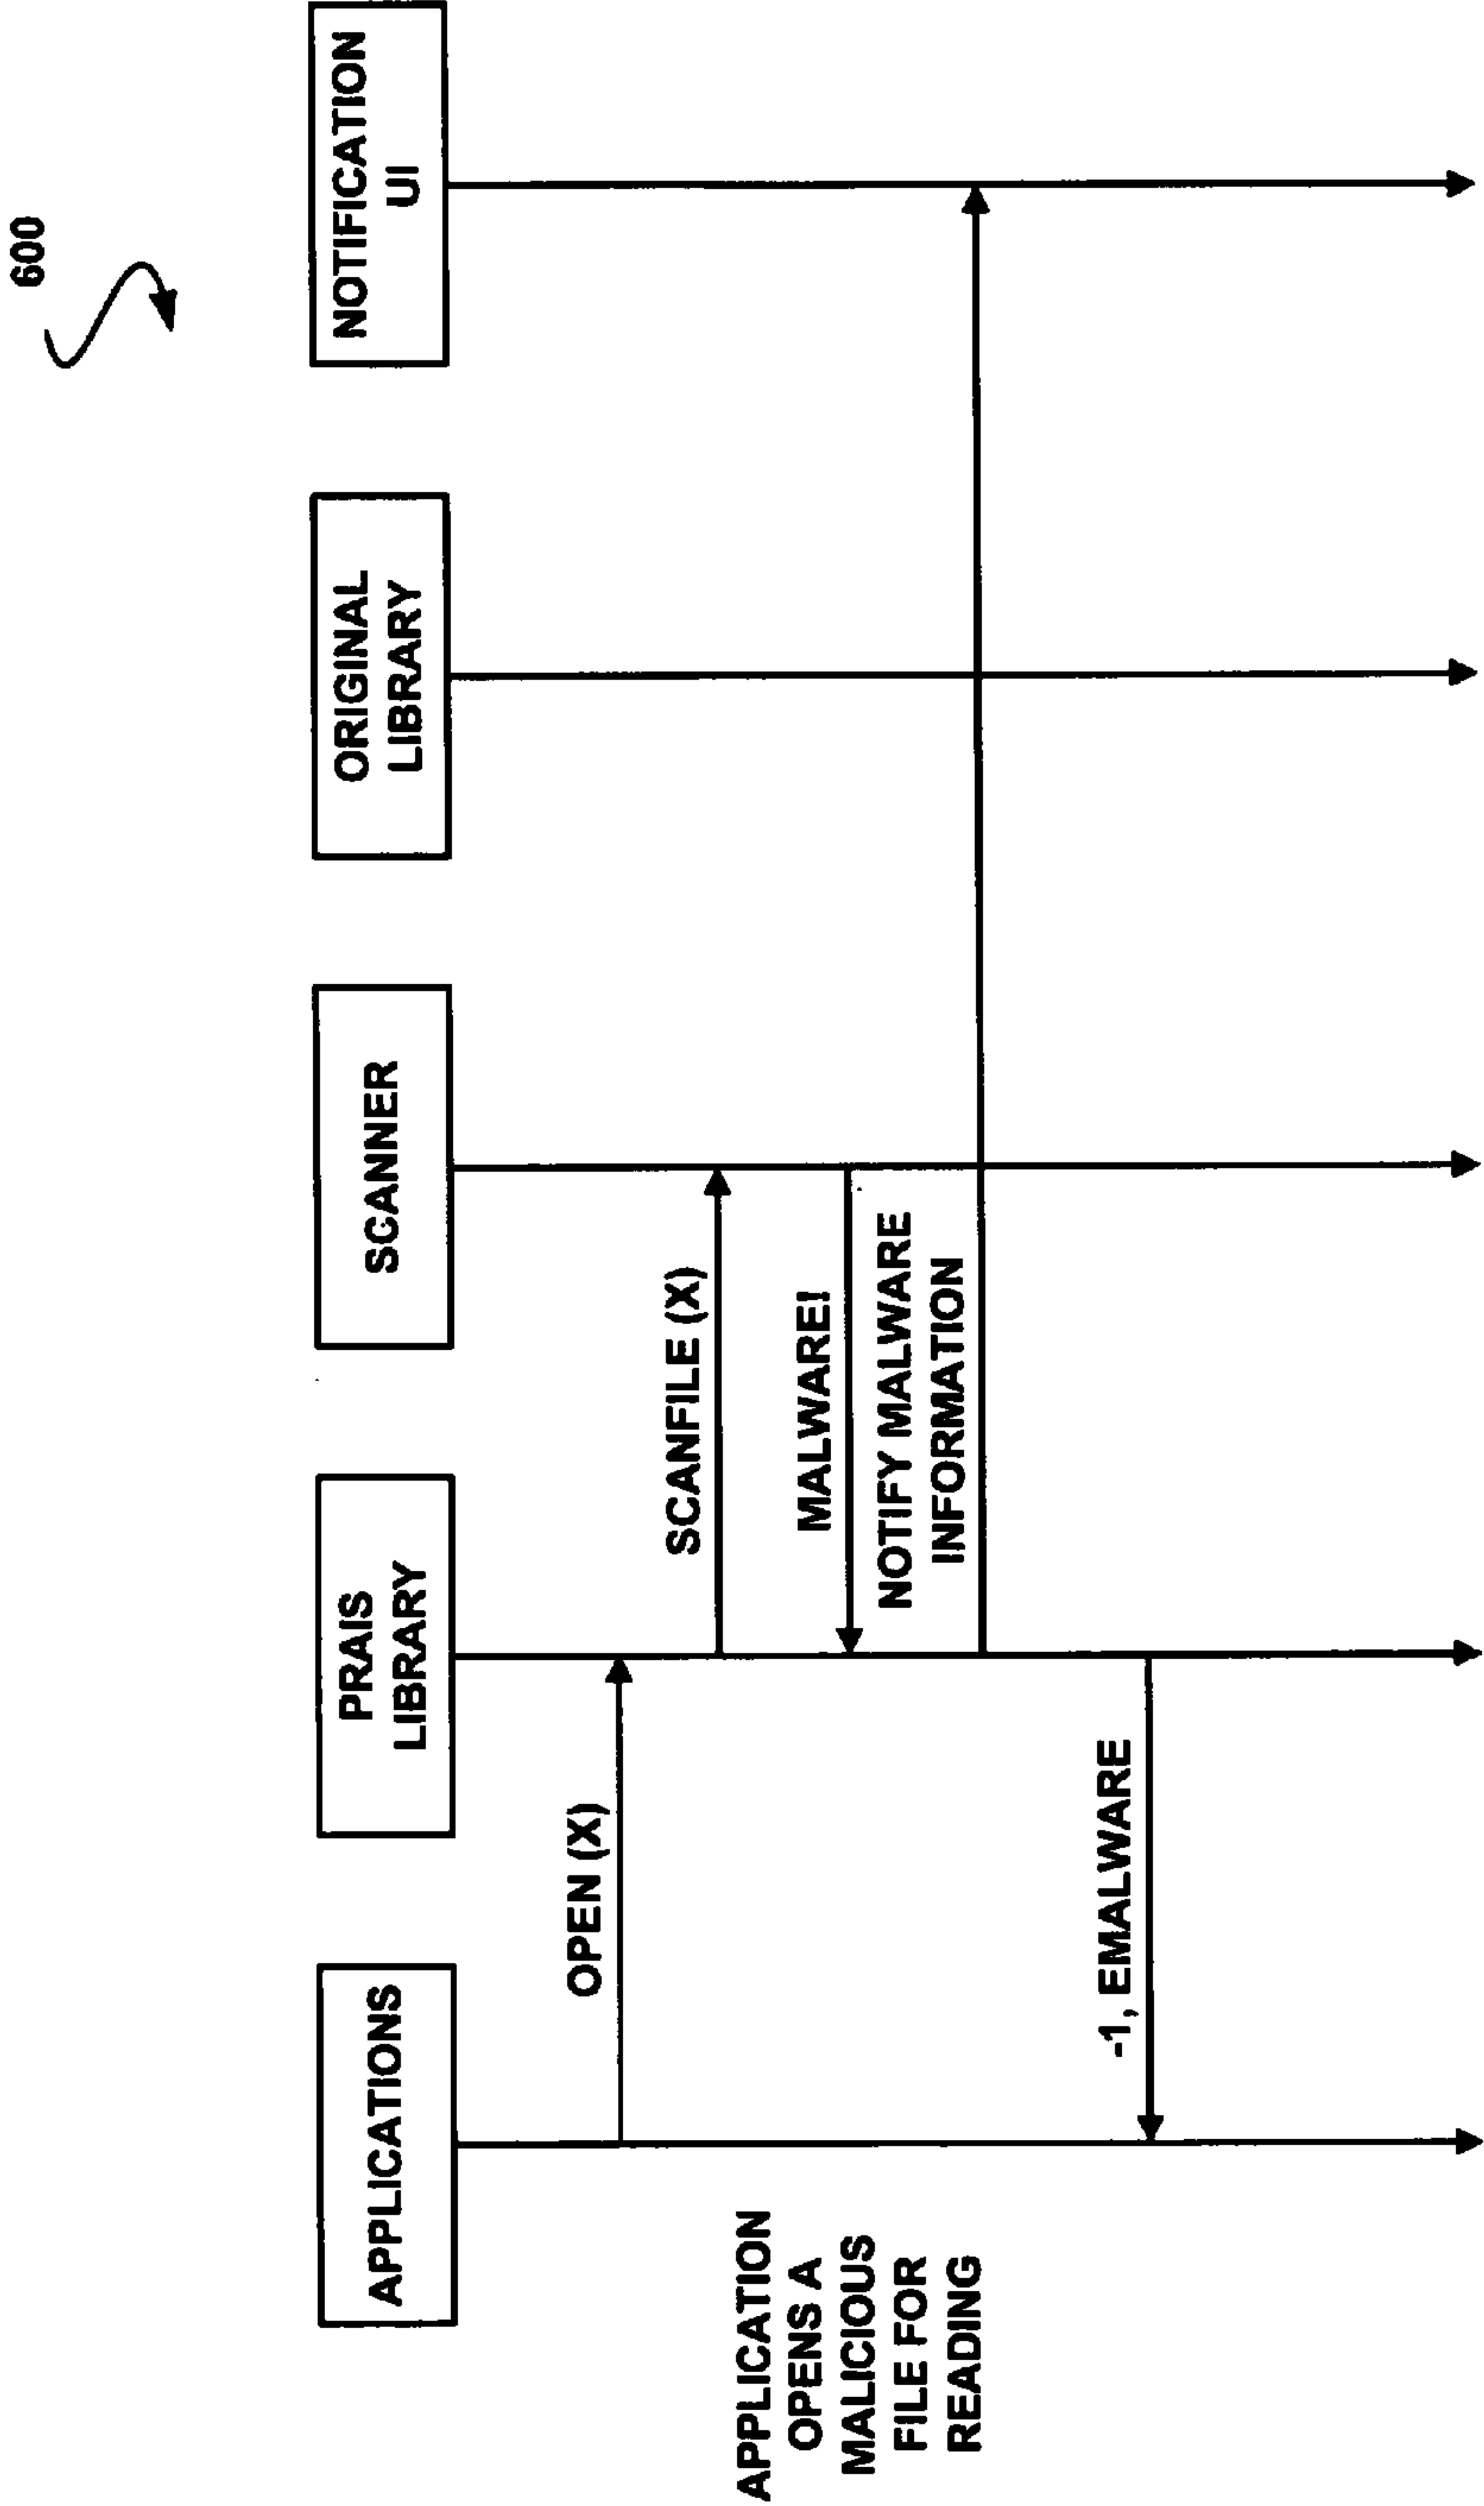 600
APPLICATIONS
PRAIS
LIBRARY
SCANNER
ORIGINAL
LIBRARY
NOTIFICATION
UI
OPEN (X)
SCANFILE (X)
APPLICATION
OPENS A
MALICIOUS
FILE FOR
READING
MALWARE!
NOTIFY MALWARE
INFORMATION
-1, EMALWARE